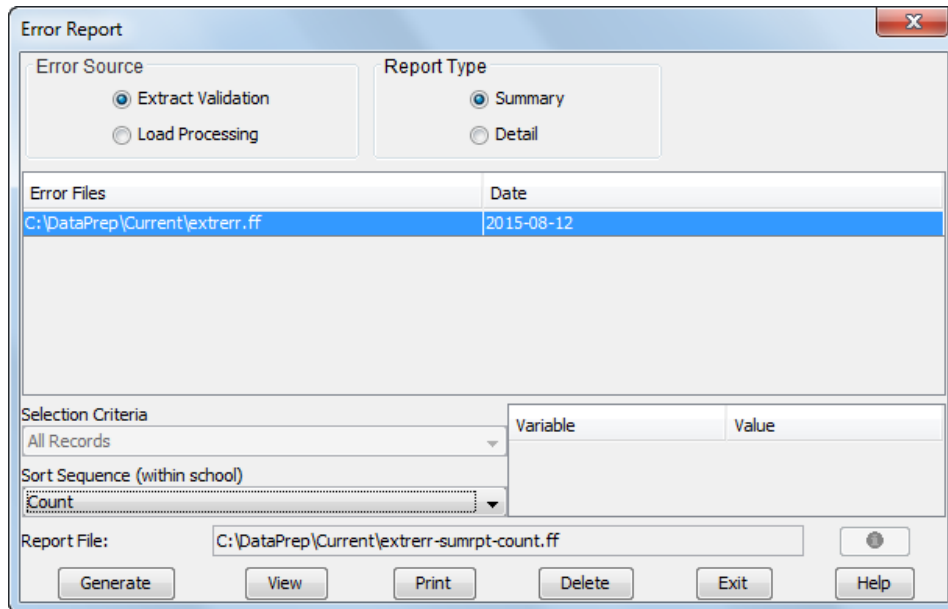 Error Report
Error Source
Report Type
Extract Validation
Summary
Load Processing
Detail
Error Files
Date
C:\DataPrep\Current\extrerr.ff
2015-08-12
Selection Criteria
All Records
Variable
Value
Sort Sequence (within school)
Count
Report File:
C:\DataPrep\Current\extrerr-sumrpt-count.ff
Generate
View
Print
Delete
Exit
Help